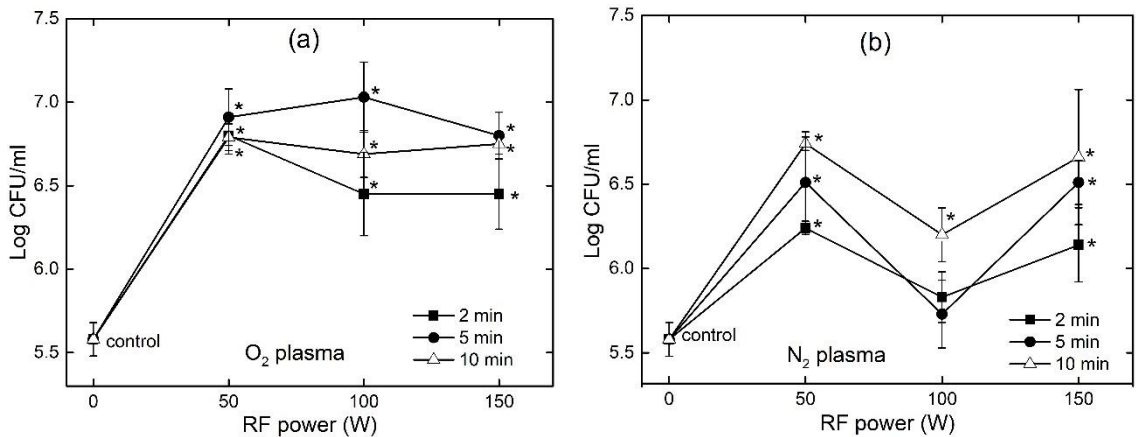 (a)
7.5
7.0
6.5
6.0
5.5
Log CFU/ml
*
*
*
*
*
*
*
*
*
control
2 min
5 min
10 min
O₂ plasma
0
50
100
150
RF power (W)
(b)
7.5
7.0
6.5
6.0
5.5
Log CFU/ml
*
*
*
*
*
*
*
control
2 min
5 min
10 min
N₂ plasma
0
50
100
150
RF power (W)